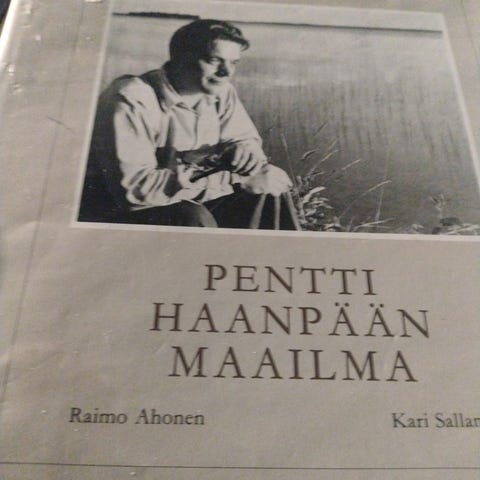 PENTTI
HAANPÄÄN
MAAILMA
Raimo Ahonen
Kari